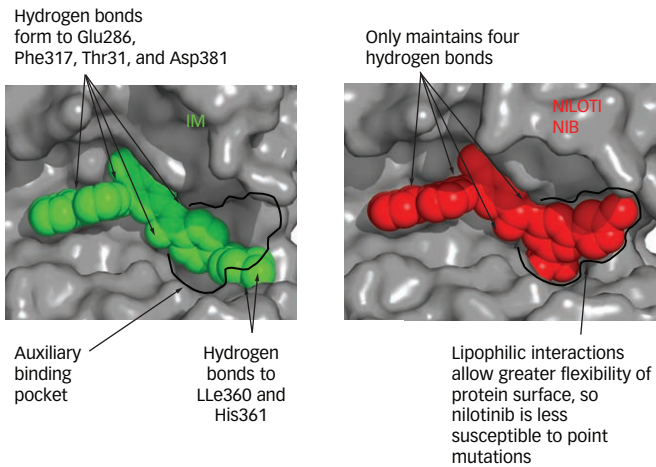 Hydrogen bonds
form to Glu286,
Phe317, Thr31, and Asp381
IM
Auxiliary
binding
pocket
Hydrogen
bonds to
LLe360 and
His361
Only maintains four
hydrogen bonds
NILOTI
NIB
Lipophilic interactions
allow greater flexibility of
protein surface, so
nilotinib is less
susceptible to point
mutations